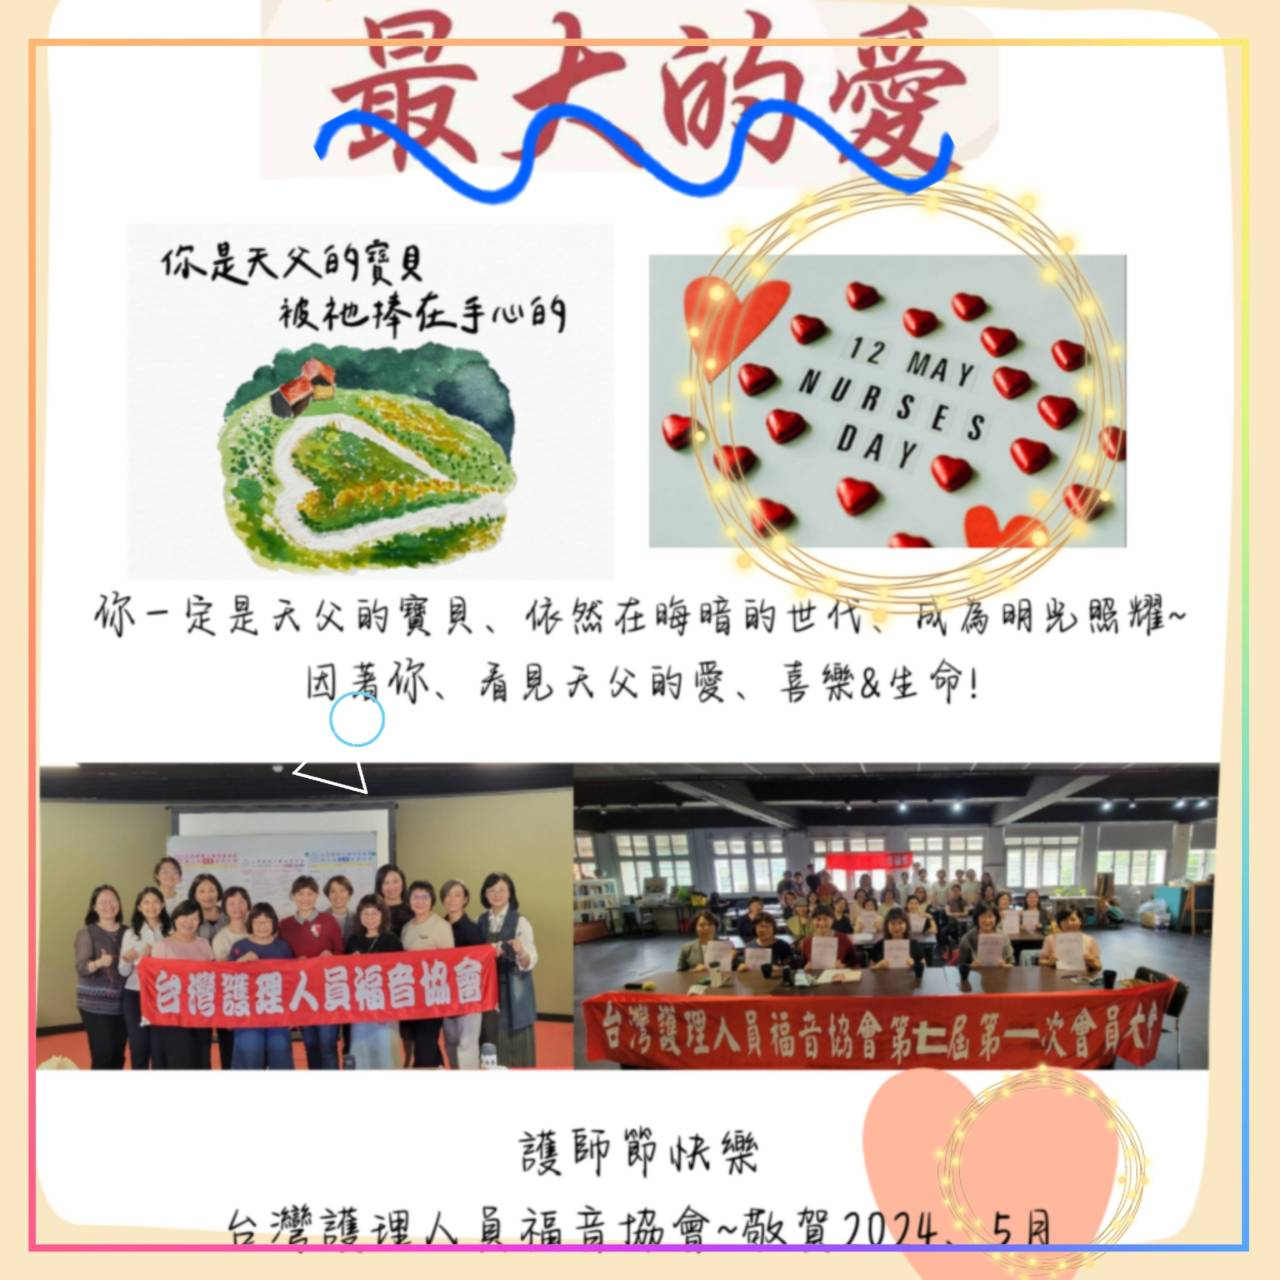 最大的愛
你是天父的寶貝
被祂捧在手心的
12 MAY
NURSES
DAY
你一定是天父的寶貝、依然在晦暗的世代、成為明光照耀~
因著你、看見天父的愛、喜樂&生命!
台灣護理人員福音協會
台灣護理人員福音協會第七屆第一次會員大
護師節快樂
台灣護理人員福音協會~敬賀2024、5月